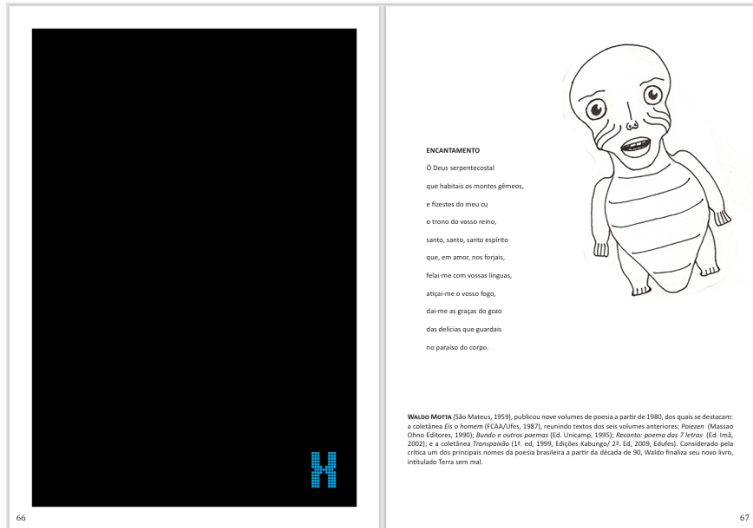 66
ENCANTAMENTO
Ó Deus serpentecostal
que habitais os montes gêmeos,
e fizestes do meu cu
o trono do vosso reino,
santo, santo, santo espírito
que, em amor, nos forjais,
felai-me com vossas línguas,
atiçai-me o vosso fogo,
dai-me as graças do gozo
das delícias que guardais
no paraíso do corpo.
WALDO MOTTA (São Mateus, 1959), publicou nove volumes de poesia a partir de 1980, dos quais se destacam:
a coletânea Eis o homem (FCAA/Ufes, 1987), reunindo textos dos seis volumes anteriores; Poiezen (Massao
Ohno Editores, 1990); Bundo e outros poemas (Ed. Unicamp, 1995); Recanto: poema das 7 letras (Ed. Imã,
2002); e a coletânea Transpaixão (1ª. ed, 1999, Edições Kabungo/ 2ª. Ed, 2009, Edufes). Considerado pela
crítica um dos principais nomes da poesia brasileira a partir da década de 90, Waldo finaliza seu novo livro,
intitulado Terra sem mal.
67